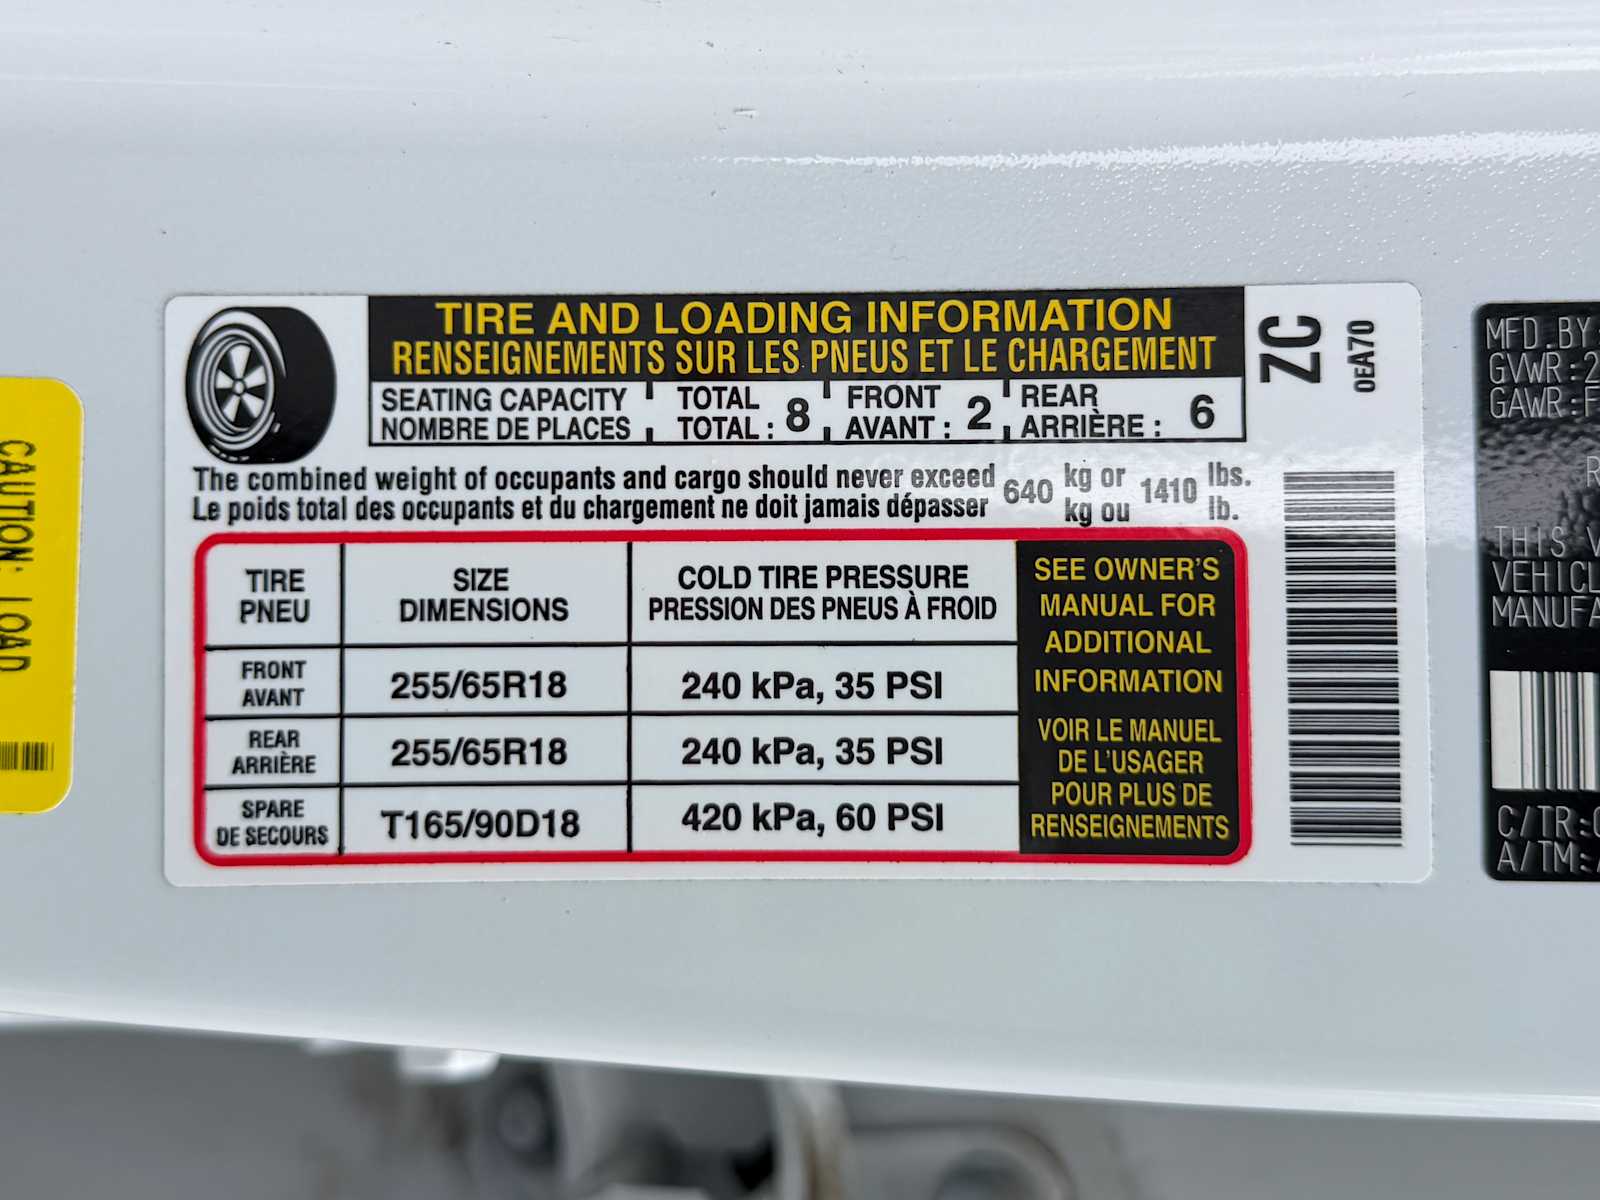 CAUTION: LOAD
TIRE AND LOADING INFORMATION
RENSEIGNEMENTS SUR LES PNEUS ET LE CHARGEMENT
SEATING CAPACITY TOTAL FRONT REAR
NOMBRE DE PLACES TOTAL : 8 AVANT : 2 ARRIÈRE : 6
The combined weight of occupants and cargo should never exceed 640 kg or 1410 lbs.
Le poids total des occupants et du chargement ne doit jamais dépasser kg ou lb.
ZC
0EA70
TIRE SIZE COLD TIRE PRESSURE
PNEU DIMENSIONS PRESSION DES PNEUS À FROID
FRONT
AVANT 255/65R18 240 kPa, 35 PSI
REAR
ARRIÈRE 255/65R18 240 kPa, 35 PSI
SPARE
DE SECOURS T165/90D18 420 kPa, 60 PSI
SEE OWNER'S
MANUAL FOR
ADDITIONAL
INFORMATION
VOIR LE MANUEL
DE L'USAGER
POUR PLUS DE
RENSEIGNEMENTS
MFD.BY:
GVWR:2
GAWR:F
R
THIS V
VEHICL
MANUFA
C/TR:
A/TM: